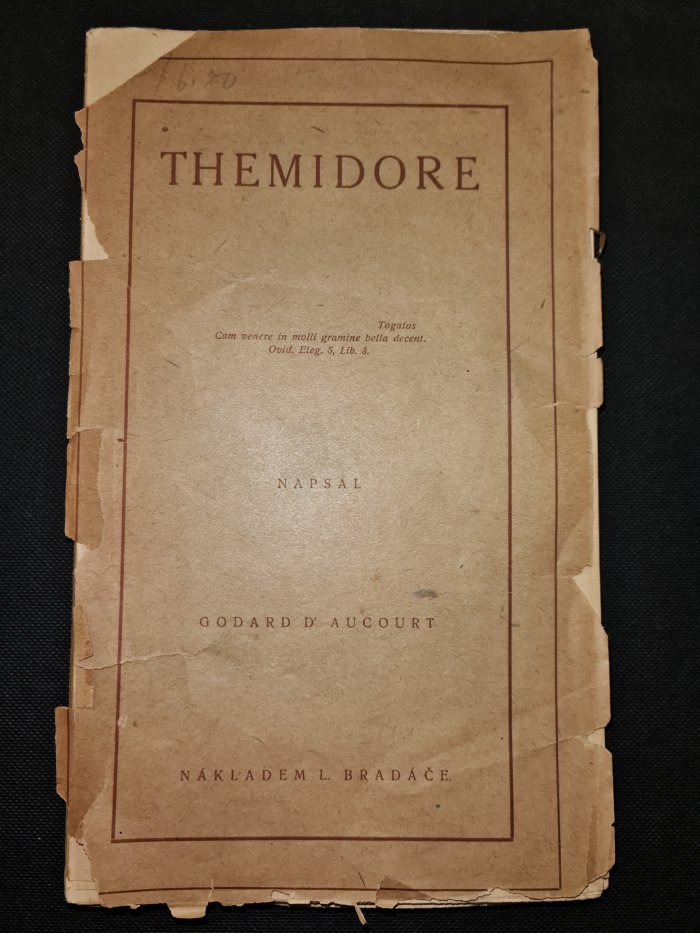 THEMIDORE
Togatos
Cum venere in molli gramine bella decent.
Ovid. Eleg. 5, Lib. 3.
NAPSAL
GODARD D' AUCOURT
NÁKLADEM L. BRADÁČE.